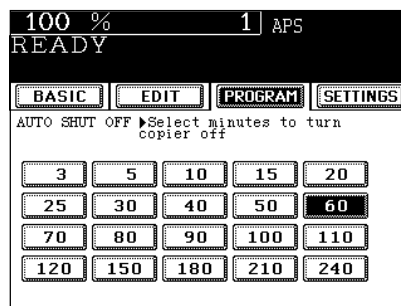 100 % 1 APS
READY
BASIC EDIT PROGRAM SETTINGS
AUTO SHUT OFF ▶Select minutes to turn
copier off
3 5 10 15 20
25 30 40 50 60
70 80 90 100 110
120 150 180 210 240